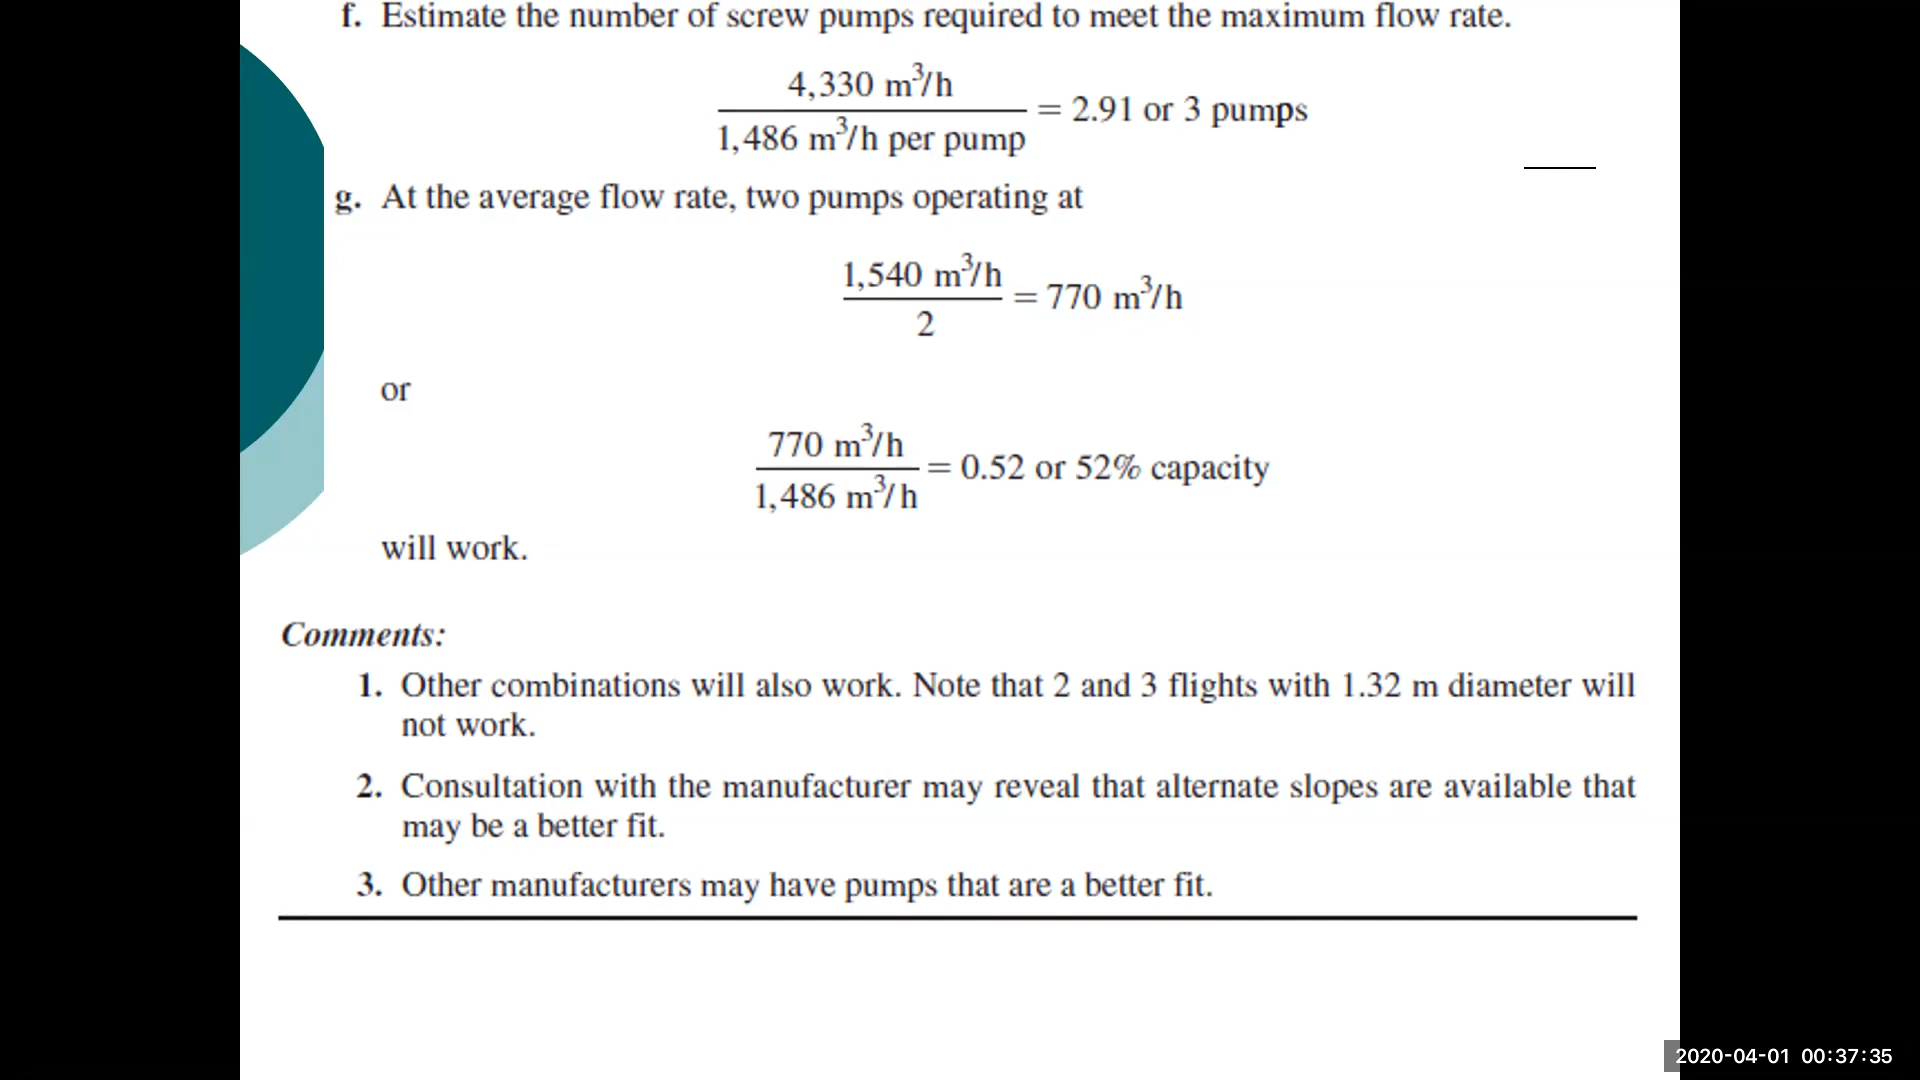 f. Estimate the number of screw pumps required to meet the maximum flow rate.
4,330 m³/h
1,486 m³/h per pump
= 2.91 or 3 pumps
g. At the average flow rate, two pumps operating at
1,540 m³/h
2
= 770 m³/h
or
770 m³/h
1,486 m³/h
= 0.52 or 52% capacity
will work.
Comments:
1. Other combinations will also work. Note that 2 and 3 flights with 1.32 m diameter will
not work.
2. Consultation with the manufacturer may reveal that alternate slopes are available that
may be a better fit.
3. Other manufacturers may have pumps that are a better fit.
2020-04-01 00:37:35